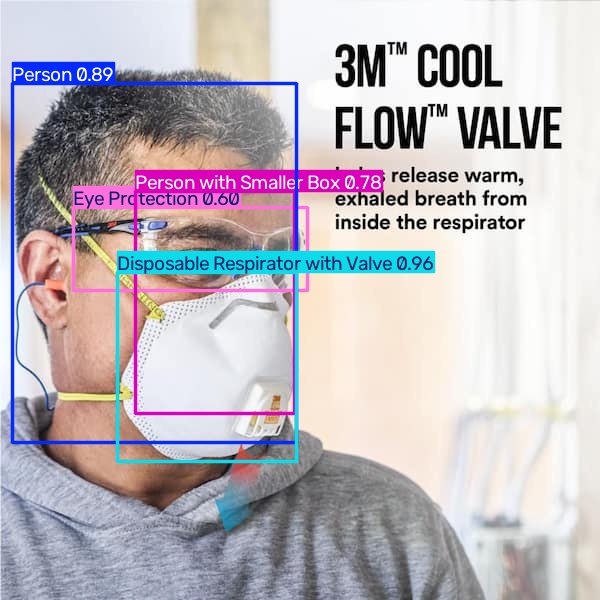 Person 0.89
3M™ COOL
FLOW™ VALVE
Person with Smaller Box 0.78
release warm,
Eye Protection 0.60
exhaled breath from
inside the respirator
Disposable Respirator with Valve 0.96
3M